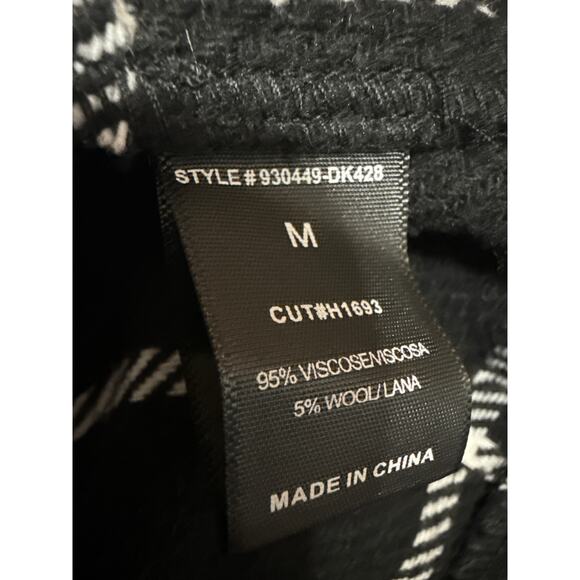 STYLE # 930449-DK428
M
CUT#H1693
95% VISCOSE/VISCOSA
5% WOOL/ LANA
MADE IN CHINA